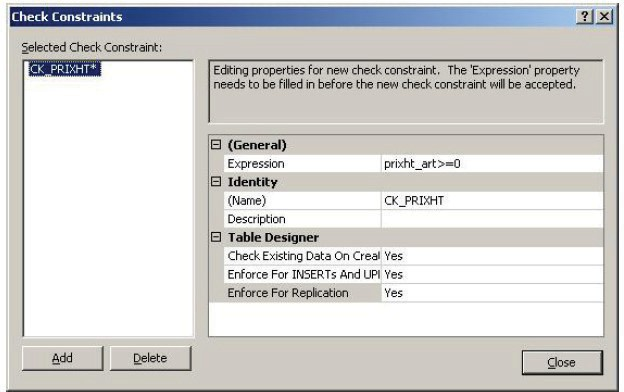 Check Constraints
Selected Check Constraint:
CK_PRIXHT*
Editing properties for new check constraint. The 'Expression' property
needs to be filled in before the new check constraint will be accepted.
(General)
Expression prixht_art>=0
Identity
(Name) CK_PRIXHT
Description
Table Designer
Check Existing Data On Creat Yes
Enforce For INSERTs And UPI Yes
Enforce For Replication Yes
Add Delete Close